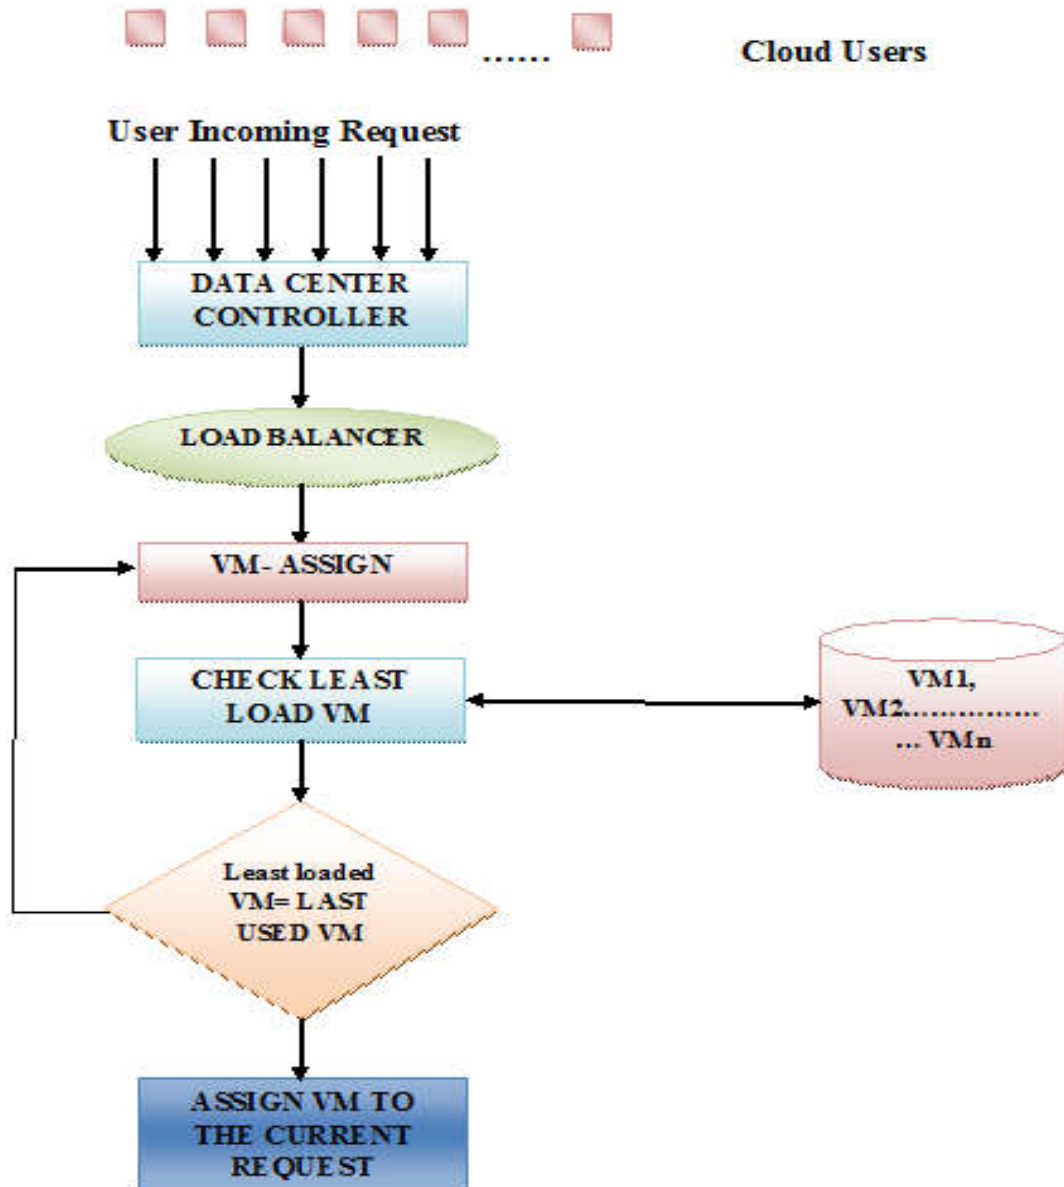 ...... Cloud Users
User Incoming Request
DATA CENTER
CONTROLLER
LOAD BALANCER
VM- ASSIGN
CHECK LEAST
LOAD VM
VM1,
VM2...............
... VMn
Least loaded
VM= LAST
USED VM
ASSIGN VM TO
THE CURRENT
REQUEST